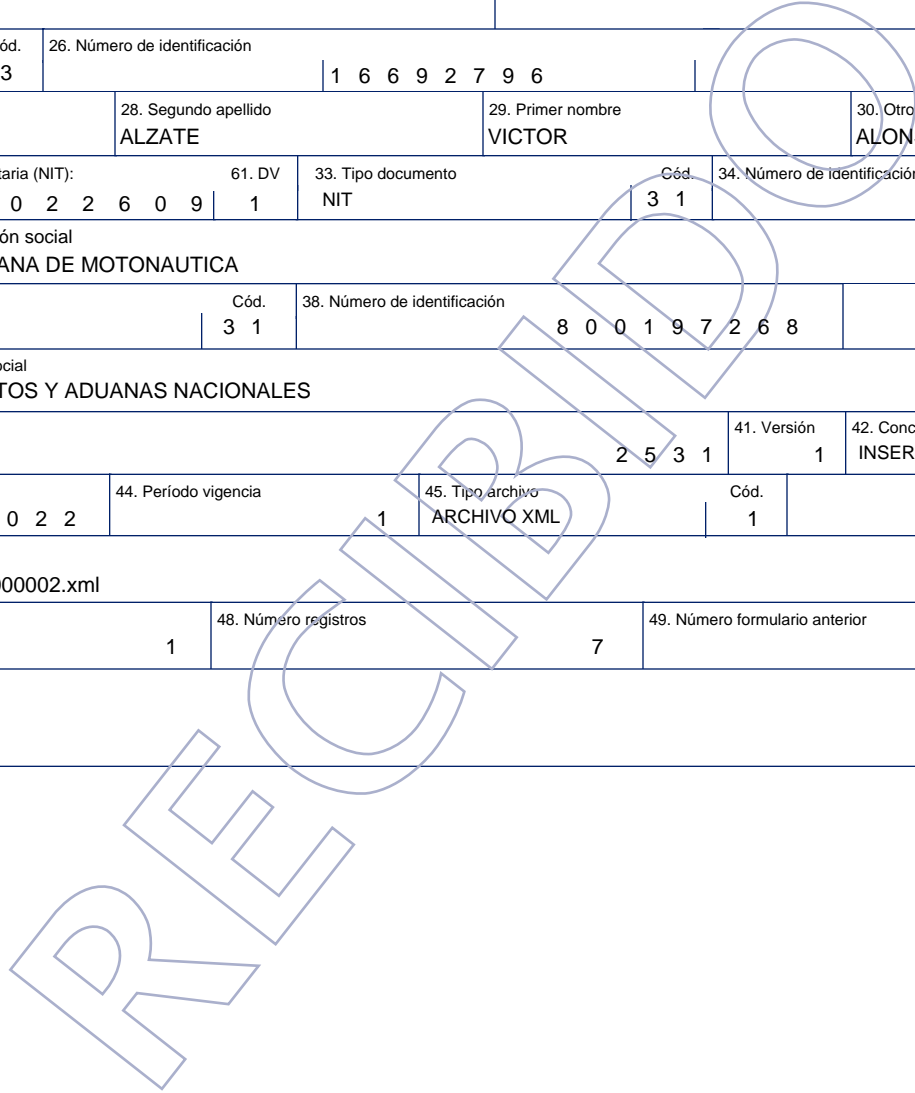 ód. 26. Número de identificación
3 1 6 6 9 2 7 9 6
28. Segundo apellido 29. Primer nombre 30. Otro
ALZATE VICTOR ALON
taria (NIT): 61. DV 33. Tipo documento Cód. 34. Número de identificación
0 2 2 6 0 9 1 NIT 3 1
ón social
ANA DE MOTONAUTICA
Cód. 38. Número de identificación
3 1 8 0 0 1 9 7 2 6 8
ocial
TOS Y ADUANAS NACIONALES
41. Versión 42. Conc
2 5 3 1 1 INSER
44. Período vigencia 45. Tipo archivo Cód.
0 2 2 1 ARCHIVO XML 1
000002.xml
48. Número registros 49. Número formulario anterior
1 7
RECIBIDO